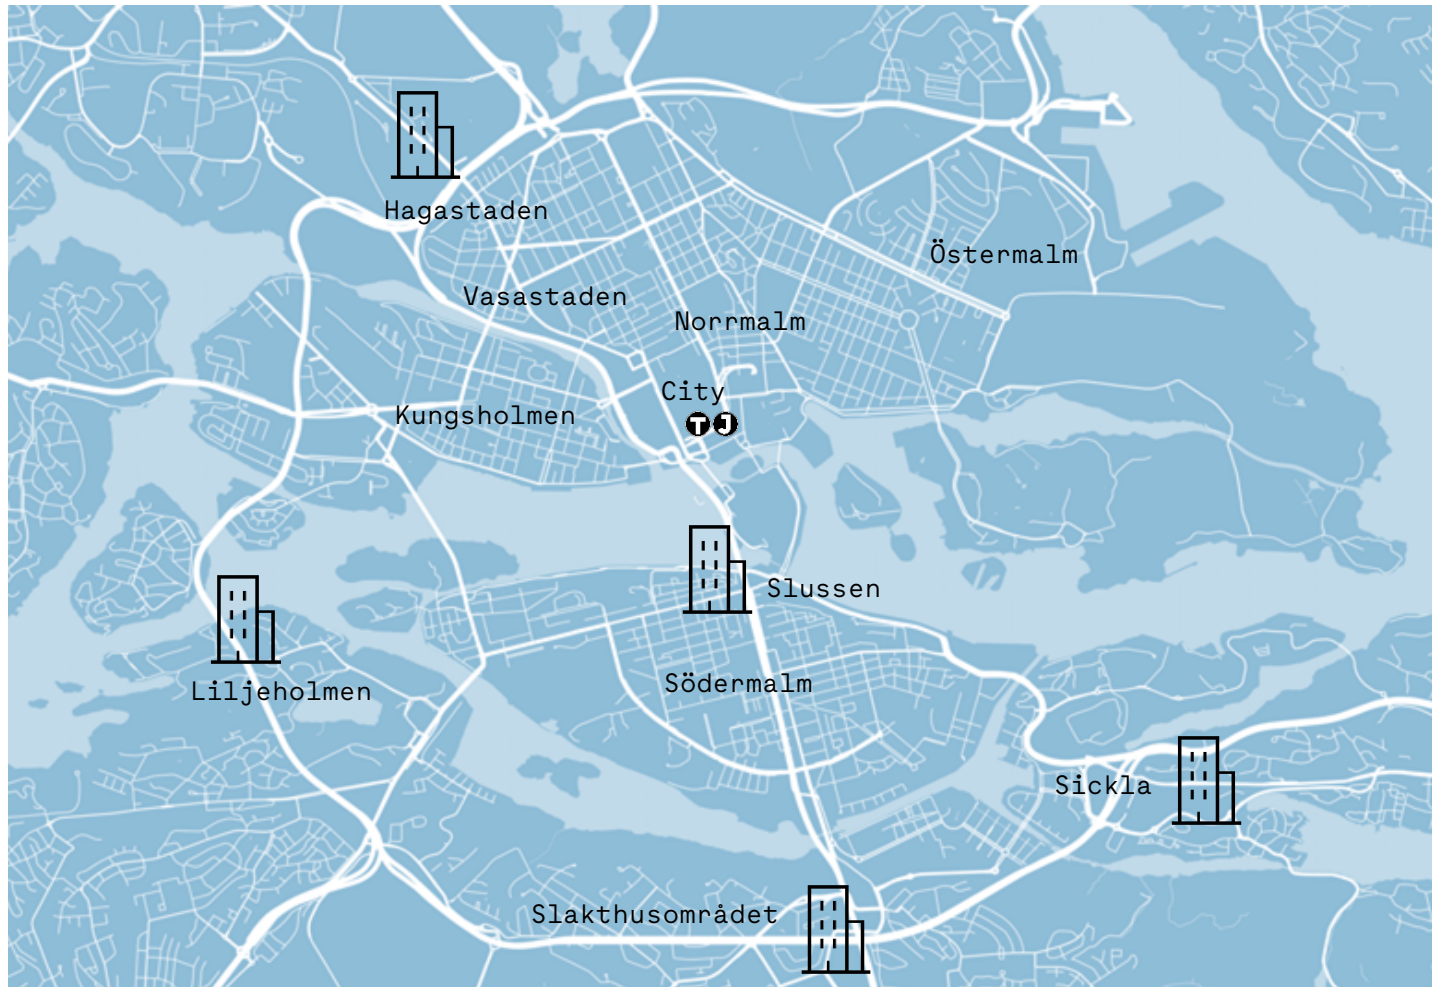 Hagastaden
Östermalm
Vasastaden
Norrmalm
City
Kungsholmen
T J
Slussen
Södermalm
Liljeholmen
Sickla
Slakthusområdet